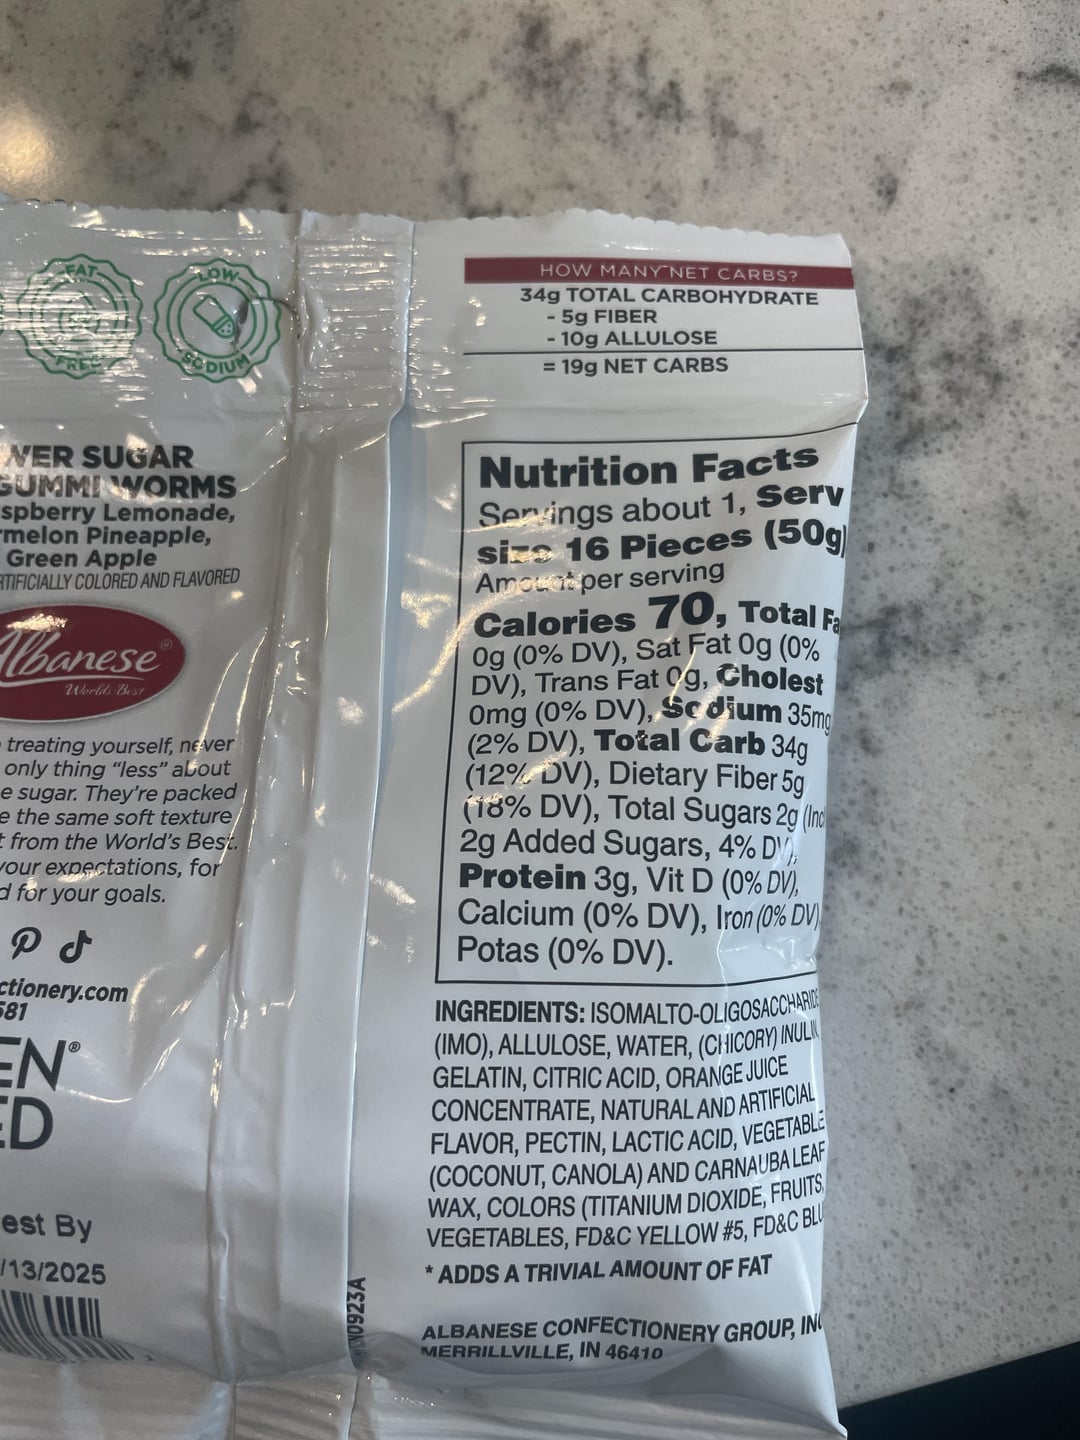 FAT
FREE
LOW
SODIUM
WER SUGAR
GUMMI WORMS
spberry Lemonade,
rmelon Pineapple,
Green Apple
RTIFICIALLY COLORED AND FLAVORED
Albanese®
World's Best
treating yourself, never
only thing "less" about
e sugar. They're packed
e the same soft texture
t from the World's Best.
your expectations, for
d for your goals.
ctionery.com
581
EN®
ED
est By
/13/2025
1
LN0923A
HOW MANY NET CARBS?
34g TOTAL CARBOHYDRATE
- 5g FIBER
- 10g ALLULOSE
= 19g NET CARBS
Nutrition Facts
Servings about 1, Serv
size 16 Pieces (50g)
Amount per serving
Calories 70, Total Fa
0g (0% DV), Sat Fat 0g (0%
DV), Trans Fat 0g, Cholest
0mg (0% DV), Sodium 35mg
(2% DV), Total Carb 34g
(12% DV), Dietary Fiber 5g
(18% DV), Total Sugars 2g (Incl
2g Added Sugars, 4% DV),
Protein 3g, Vit D (0% DV),
Calcium (0% DV), Iron (0% DV),
Potas (0% DV).
INGREDIENTS: ISOMALTO-OLIGOSACCHARIDE
(IMO), ALLULOSE, WATER, (CHICORY) INULIN,
GELATIN, CITRIC ACID, ORANGE JUICE
CONCENTRATE, NATURAL AND ARTIFICIAL
FLAVOR, PECTIN, LACTIC ACID, VEGETABLE
(COCONUT, CANOLA) AND CARNAUBA LEAF
WAX, COLORS (TITANIUM DIOXIDE, FRUITS,
VEGETABLES, FD&C YELLOW #5, FD&C BLU
* ADDS A TRIVIAL AMOUNT OF FAT
ALBANESE CONFECTIONERY GROUP, INC
MERRILLVILLE, IN 46410